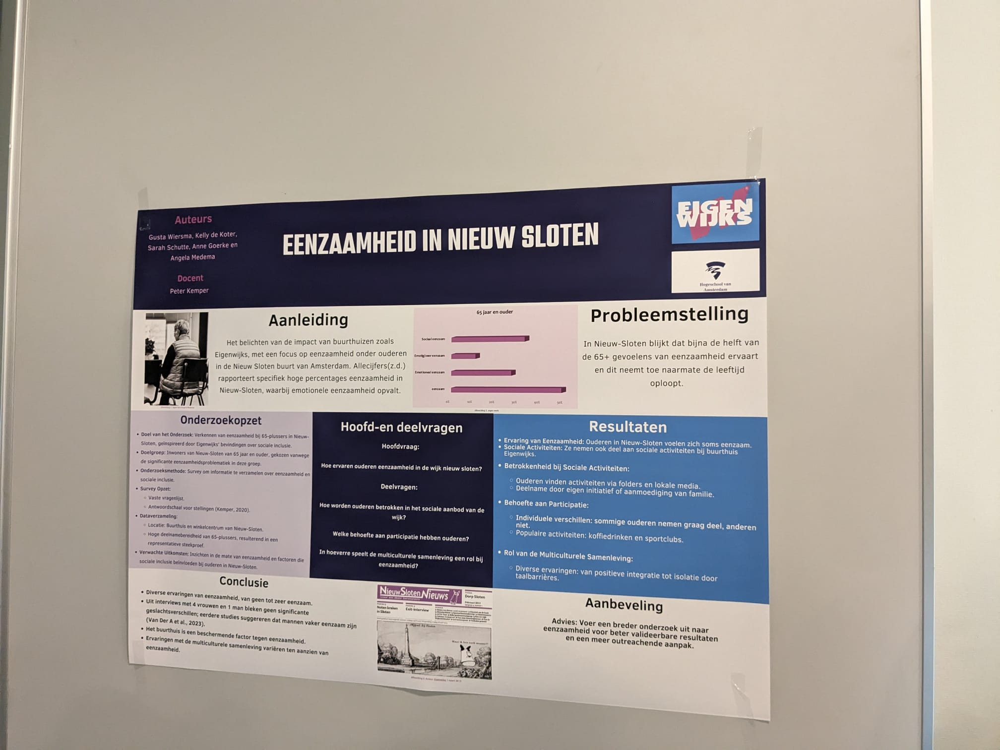 Auteurs
Gusta Wiersma, Kelly de Koter,
Sarah Schutte, Anne Goerke en
Angela Medema
Docent
Peter Kemper
EENZAAMHEID IN NIEUW SLOTEN
EIGEN
WIJKS
Hogeschool van
Amsterdam
Aanleiding
Het belichten van de impact van buurthuizen zoals
Eigenwijks, met een focus op eenzaamheid onder ouderen
in de Nieuw Sloten buurt van Amsterdam. Allecijfers(z.d.)
rapporteert specifiek hoge percentages eenzaamheid in
Nieuw-Sloten, waarbij emotionele eenzaamheid opvalt.
65 jaar en ouder
Sociaal eenzaam
Ernstig/zeer eenzaam
Emotioneel eenzaam
eenzaam
0% 10% 20% 30% 40% 50%
Afbeelding 2. eigen werk
Probleemstelling
In Nieuw-Sloten blijkt dat bijna de helft van
de 65+ gevoelens van eenzaamheid ervaart
en dit neemt toe naarmate de leeftijd
oploopt.
Onderzoekopzet
• Doel van het Onderzoek: Verkennen van eenzaamheid bij 65-plussers in Nieuw-
Sloten, geïnspireerd door Eigenwijks' bevindingen over sociale inclusie.
• Doelgroep: Inwoners van Nieuw-Sloten van 65 jaar en ouder, gekozen vanwege
de significante eenzaamheidsproblematiek in deze groep.
• Onderzoeksmethode: Survey om informatie te verzamelen over eenzaamheid en
sociale inclusie.
• Survey Opzet:
○ Vaste vragenlijst.
○ Antwoordschaal voor stellingen (Kemper, 2020).
• Dataverzameling:
○ Locatie: Buurthuis en winkelcentrum van Nieuw-Sloten.
○ Hoge deelnamebereidheid van 65-plussers, resulterend in een
representatieve steekproef.
• Verwachte Uitkomsten: Inzichten in de mate van eenzaamheid en factoren die
sociale inclusie beïnvloeden bij ouderen in Nieuw-Sloten.
Hoofd-en deelvragen
Hoofdvraag:
Hoe ervaren ouderen eenzaamheid in de wijk nieuw sloten?
Deelvragen:
Hoe worden ouderen betrokken in het sociale aanbod van de
wijk?
Welke behoefte aan participatie hebben ouderen?
In hoeverre speelt de multiculturele samenleving een rol bij
eenzaamheid?
Resultaten
• Ervaring van Eenzaamheid: Ouderen in Nieuw-Sloten voelen zich soms eenzaam.
• Sociale Activiteiten: Ze nemen ook deel aan sociale activiteiten bij buurthuis
Eigenwijks.
• Betrokkenheid bij Sociale Activiteiten:
○ Ouderen vinden activiteiten via folders en lokale media.
○ Deelname door eigen initiatief of aanmoediging van familie.
• Behoefte aan Participatie:
○ Individuele verschillen: sommige ouderen nemen graag deel, anderen
niet.
○ Populaire activiteiten: koffiedrinken en sportclubs.
• Rol van de Multiculturele Samenleving:
○ Diverse ervaringen: van positieve integratie tot isolatie door
taalbarrières.
Conclusie
• Diverse ervaringen van eenzaamheid, van geen tot zeer eenzaam.
• Uit interviews met 4 vrouwen en 1 man bleken geen significante
geslachtsverschillen; eerdere studies suggereren dat mannen vaker eenzaam zijn
(Van Der A et al., 2023).
• Het buurthuis is een beschermende factor tegen eenzaamheid.
• Ervaringen met de multiculturele samenleving variëren ten aanzien van
eenzaamheid.
NieuwSlotenNieuws
voor en door bewoners
Dorp Sloten
Februari 2013
Noten kraken
in Sloten
Exit-interview
Aanbeveling
Advies: Voer een breder onderzoek uit naar
eenzaamheid voor beter valideerbare resultaten
en een meer outreachende aanpak.